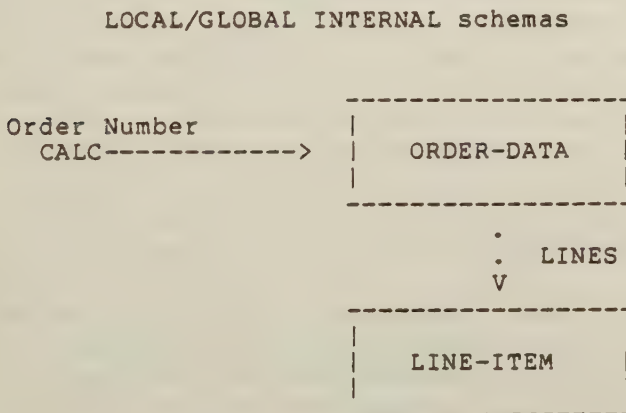 LOCAL/GLOBAL INTERNAL schemas
Order Number
CALC------------->
ORDER-DATA
LINES
V
LINE-ITEM